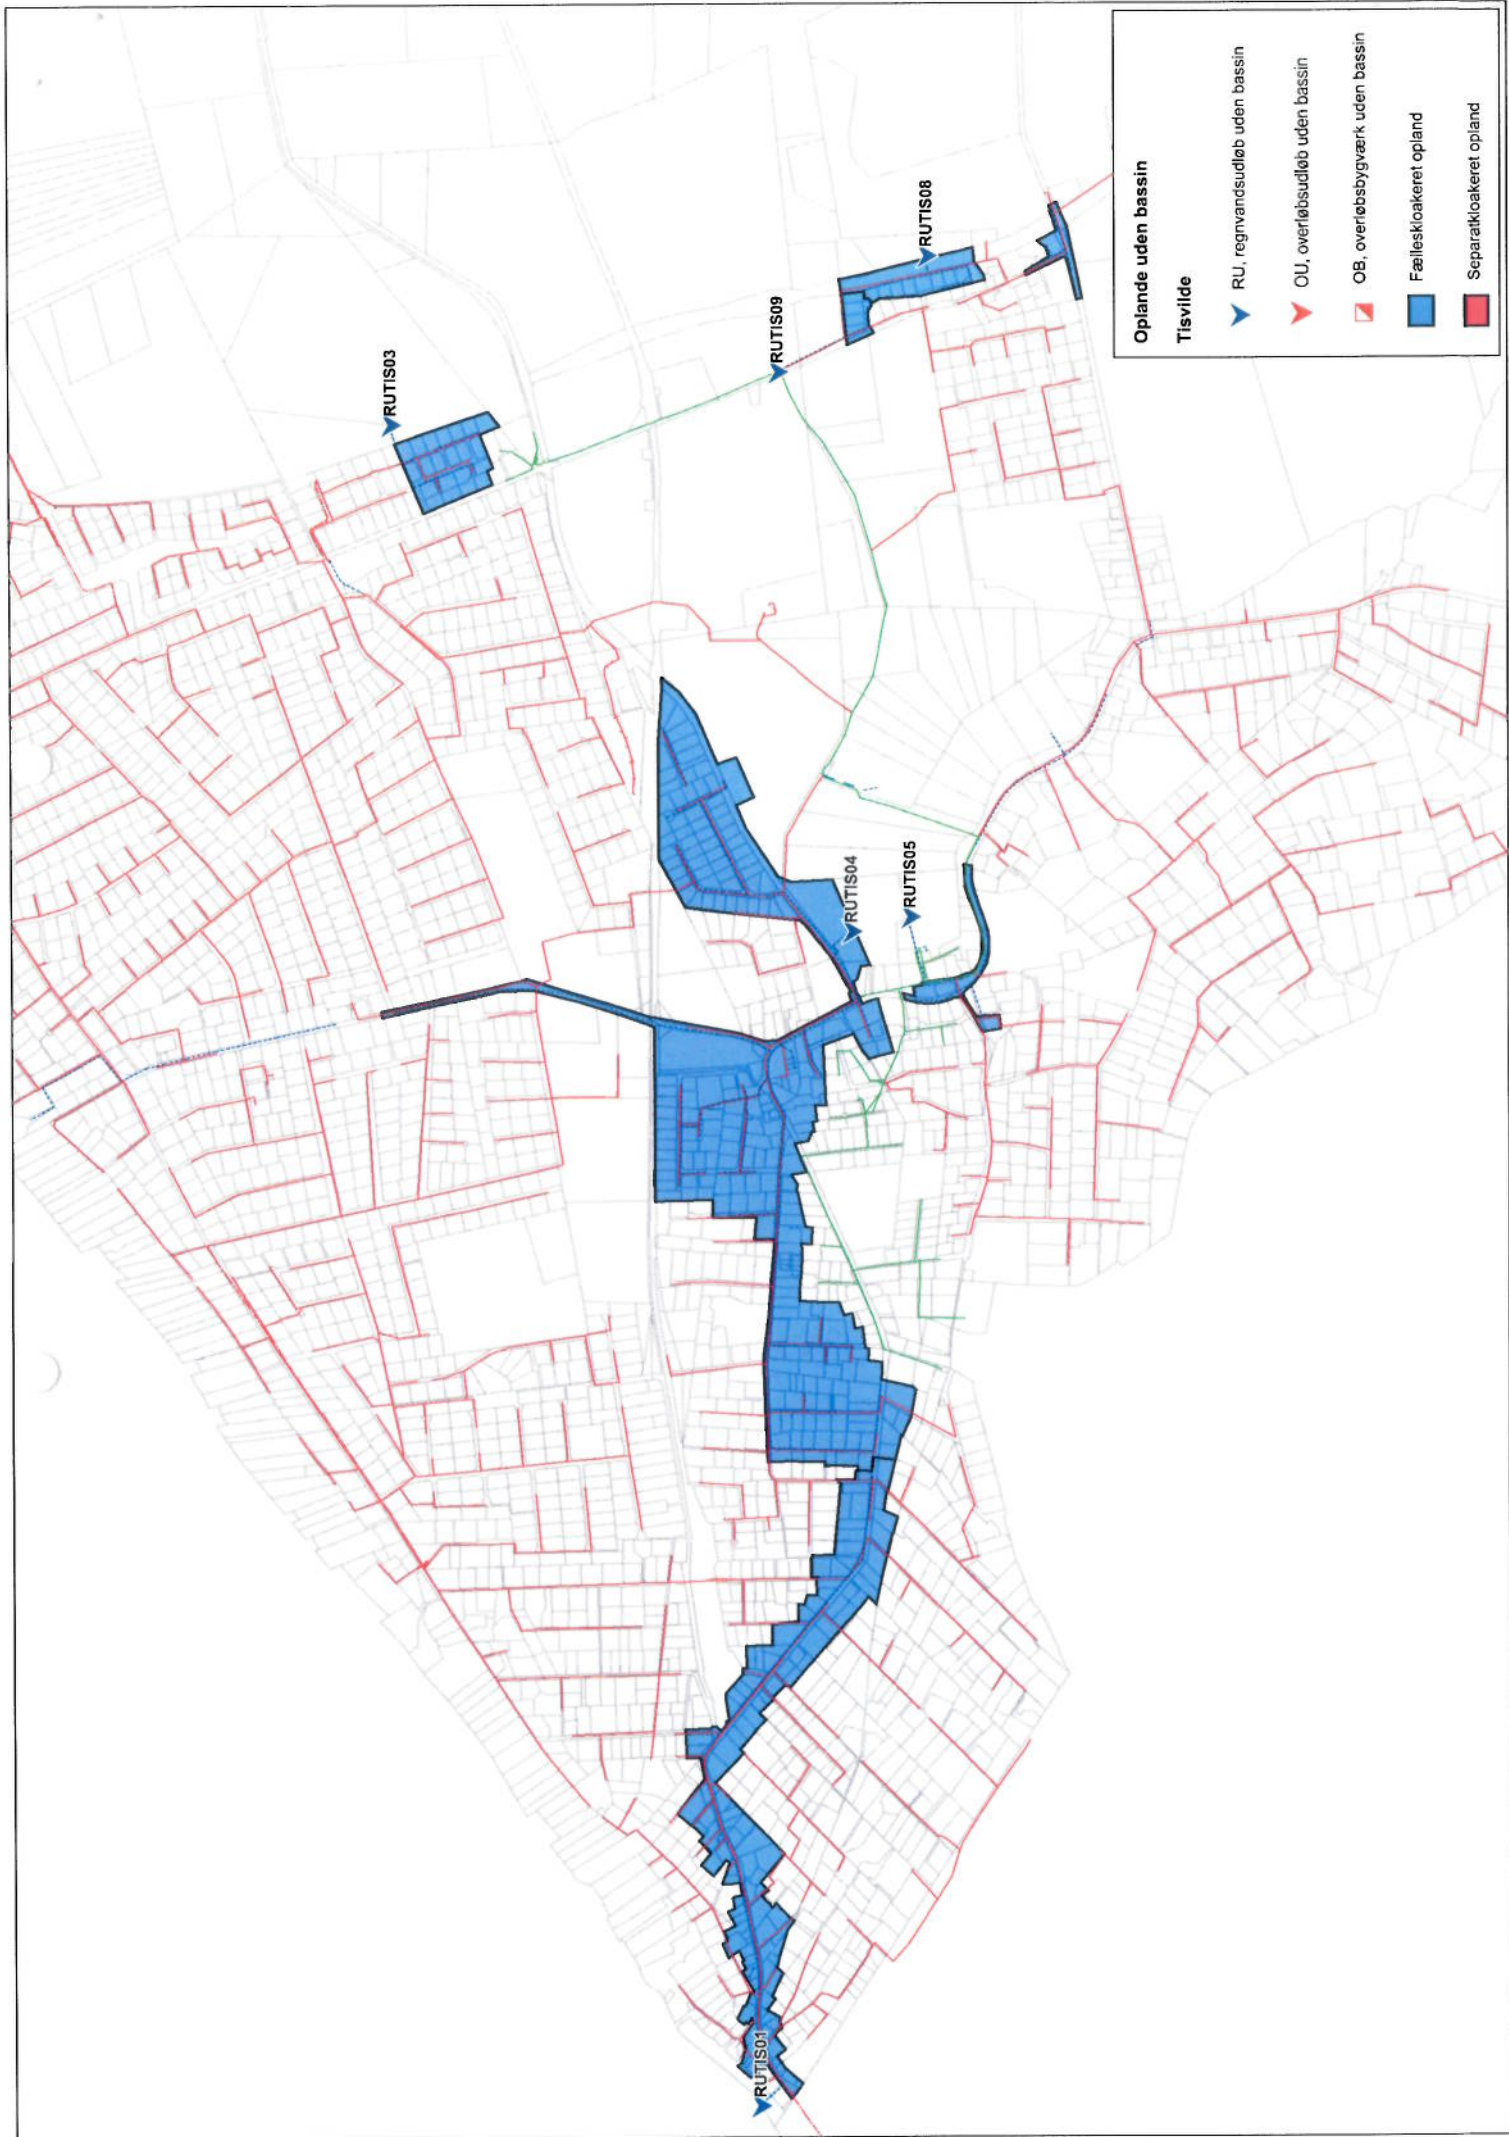 Oplande uden bassin
Tisvilde
RU, regnvandsudløb uden bassin
OU, overløbsudløb uden bassin
OB, overløbsbygværk uden bassin
Fælleskloakeret opland
Separatkloakeret opland
RUTIS01
RUTIS05
RUTIS04
RUTIS03
RUTIS09
RUTIS08